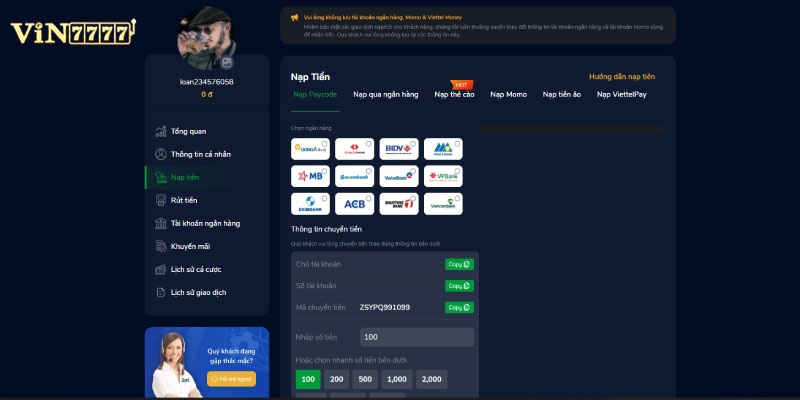 ViN7777
loan234576058
0 đ
Tổng quan
Thông tin cá nhân
Nạp tiền
Rút tiền
Tài khoản ngân hàng
Khuyến mãi
Lịch sử cá cược
Lịch sử giao dịch
Quý khách đang
gặp thắc mắc?
Hỗ trợ ngay!
Vui lòng không lưu tài khoản ngân hàng, Momo & Viettel Money
Nhằm bảo mật các giao dịch nạp/rút cho Khách hàng, chúng tôi luôn thường xuyên thay đổi thông tin tài khoản ngân hàng và tài khoản Momo dùng
để nhận tiền. Quý khách vui lòng không lưu lại các thông tin này
Nạp Tiền
Hướng dẫn nạp tiền
HOT
Nạp Paycode Nạp qua ngân hàng Nạp thẻ cào Nạp Momo Nạp tiền ảo Nạp ViettelPay
Chọn ngân hàng
BIDV
MB Sacombank VietinBank VPBank
EXIMBANK ACB MARITIME BANK Vietcombank
Thông tin chuyển tiền
Quý khách vui lòng chuyển tiền theo đúng thông tin bên dưới
Chủ tài khoản Copy
Số tài khoản Copy
Mã chuyển tiền ZSYPQ991099 Copy
Nhập số tiền 100
Hoặc chọn nhanh số tiền bên dưới
100 200 500 1,000 2,000